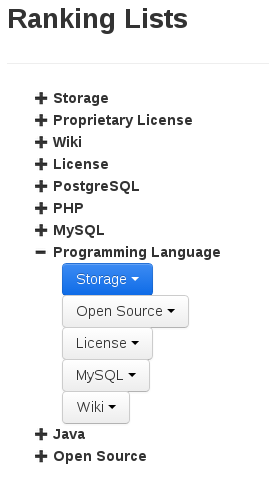 Ranking Lists
Storage
Proprietary License
Wiki
License
PostgreSQL
PHP
MySQL
Programming Language
Storage
Open Source
License
MySQL
Wiki
Java
Open Source